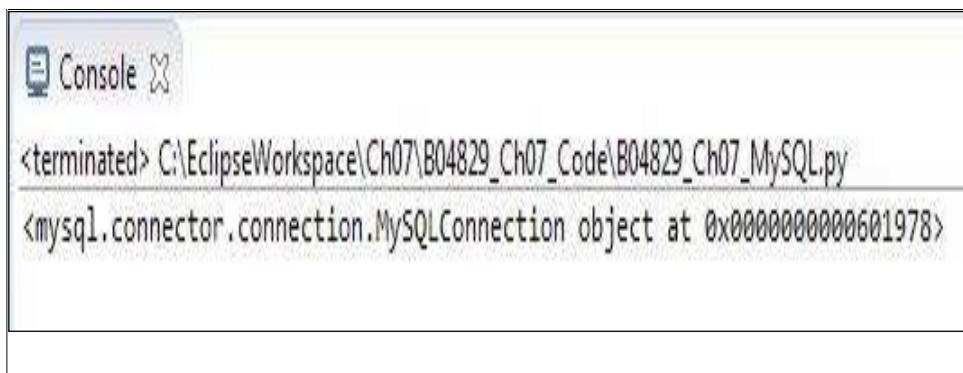 Console
<terminated> C:\EclipseWorkspace\Ch07\B04829_Ch07_Code\B04829_Ch07_MySQL.py
<mysql.connector.connection.MySQLConnection object at 0x0000000000601978>